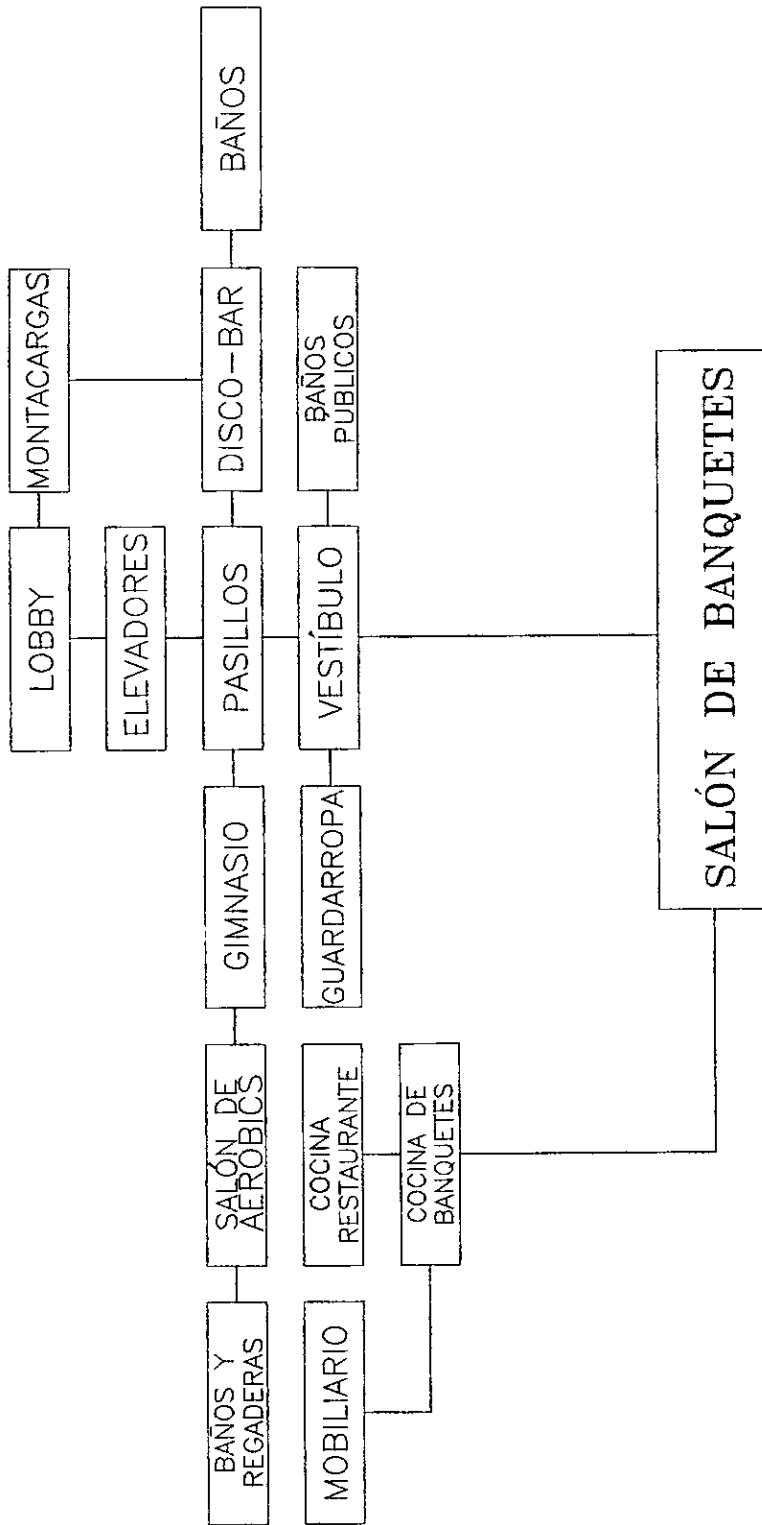 LOBBY
MONTACARGAS
ELEVADORES
BAÑOS Y
REGADERAS
SALÓN DE
AEROBICS
GIMNASIO
PASILLOS
DISCO-BAR
BAÑOS
MOBILIARIO
COCINA
RESTAURANTE
GUARDARROPA
VESTÍBULO
BAÑOS
PÚBLICOS
COCINA DE
BANQUETES
SALÓN DE BANQUETES